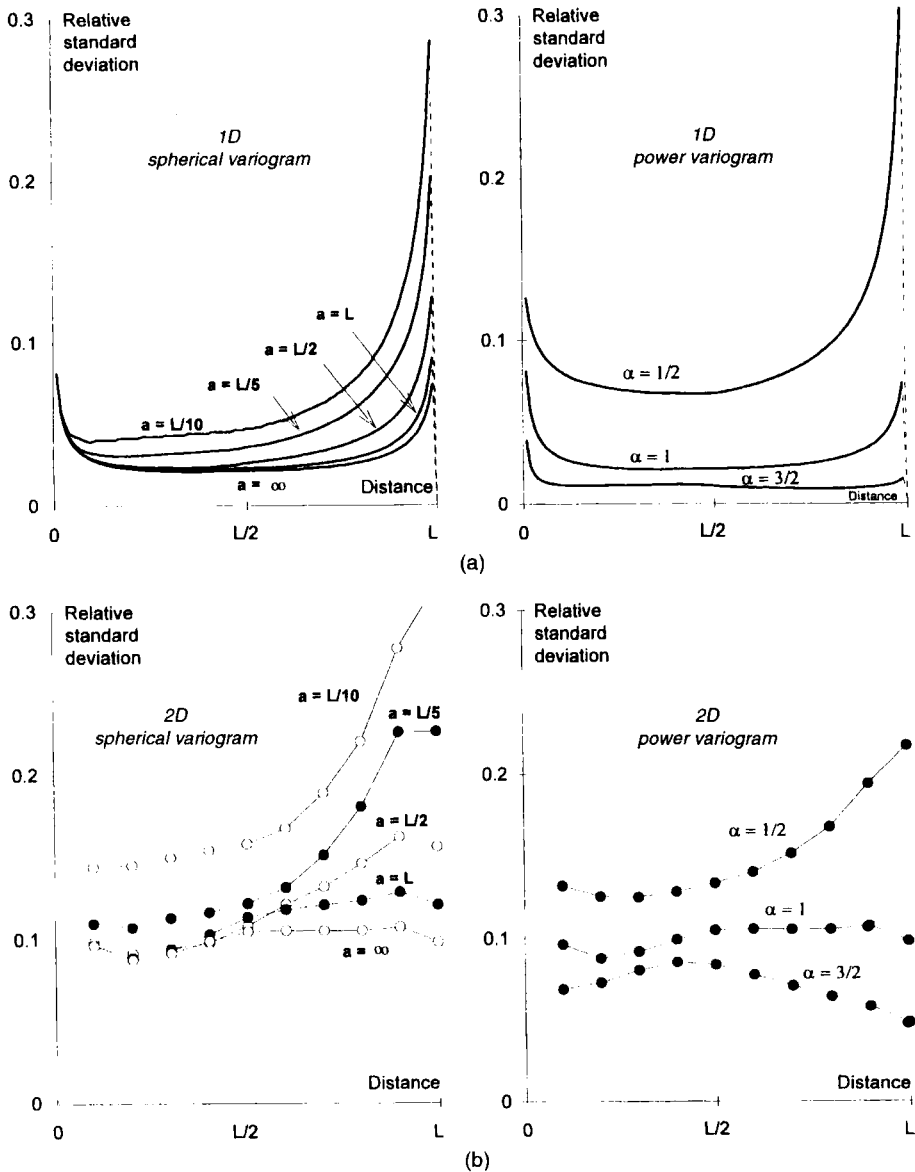 0.3
Relative
standard
deviation
1D
spherical variogram
0.2
a = L
a = L/2
0.1
a = L/5
a = L/10
a = ∞
Distance
0
0
L/2
L
0.3
Relative
standard
deviation
1D
power variogram
0.2
0.1
α = 1/2
α = 1
α = 3/2
Distance
0
0
L/2
L
(a)
0.3
Relative
standard
deviation
a = L/10
2D
spherical variogram
a = L/5
0.2
a = L/2
a = L
0.1
a = ∞
Distance
0
0
L/2
L
0.3
Relative
standard
deviation
2D
power variogram
0.2
α = 1/2
α = 1
0.1
α = 3/2
Distance
0
0
L/2
L
(b)